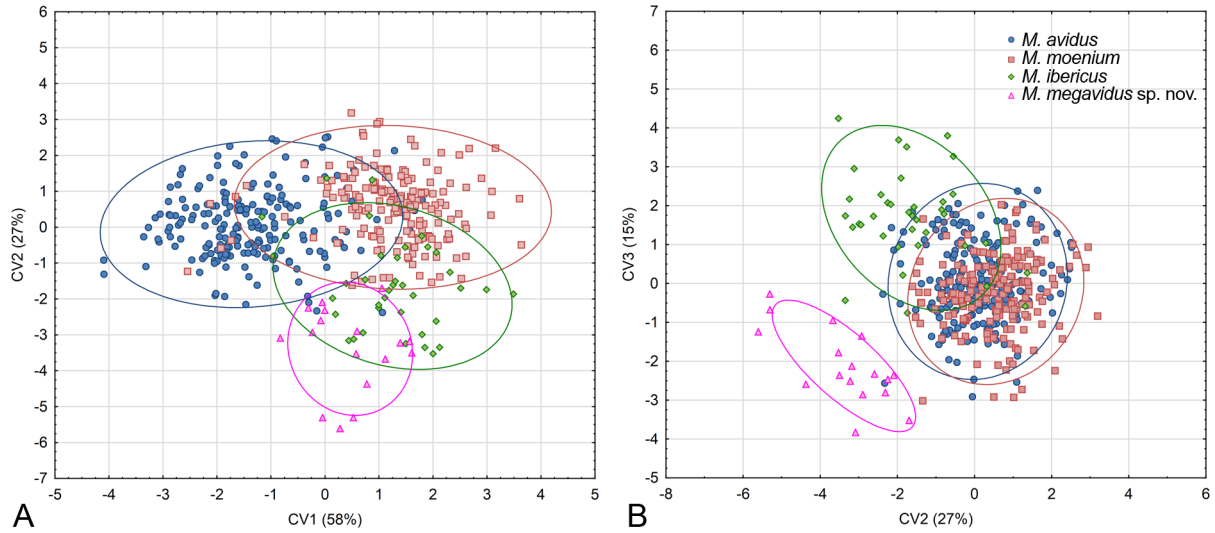 6
5
4
3
2
1
0
-1
-2
-3
-4
-5
-6
-7
CV2 (27%)
-5 -4 -3 -2 -1 0 1 2 3 4 5
CV1 (58%)
A
7
6
5
4
3
2
1
0
-1
-2
-3
-4
-5
CV3 (15%)
M. avidus
M. moenium
M. ibericus
M. megavidus sp. nov.
-8 -6 -4 -2 0 2 4 6
CV2 (27%)
B